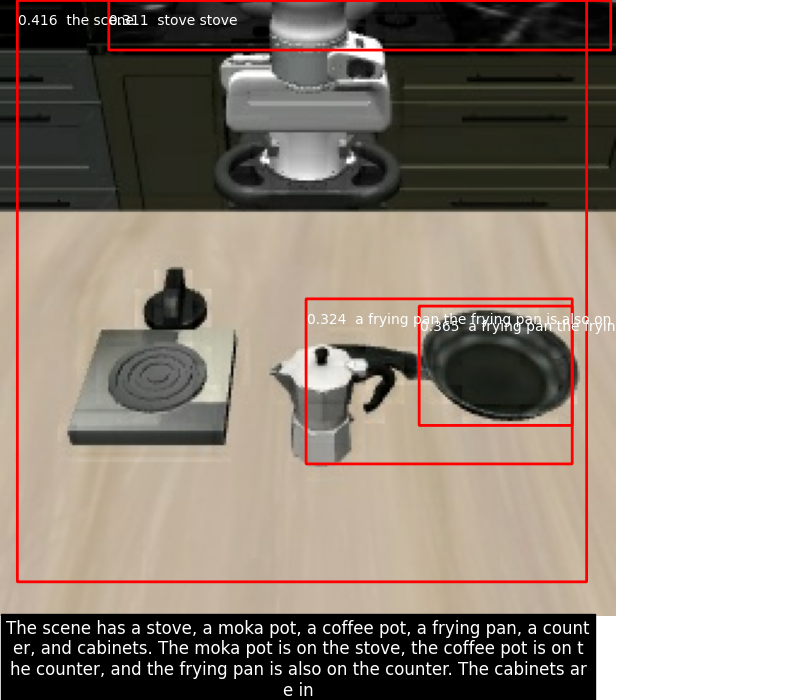 0.416  the scene
0.311  stove stove
0.324  a frying pan the frying pan is also on
0.365  a frying pan the fryin
The scene has a stove, a moka pot, a coffee pot, a frying pan, a count
er, and cabinets. The moka pot is on the stove, the coffee pot is on t
he counter, and the frying pan is also on the counter. The cabinets ar
e in